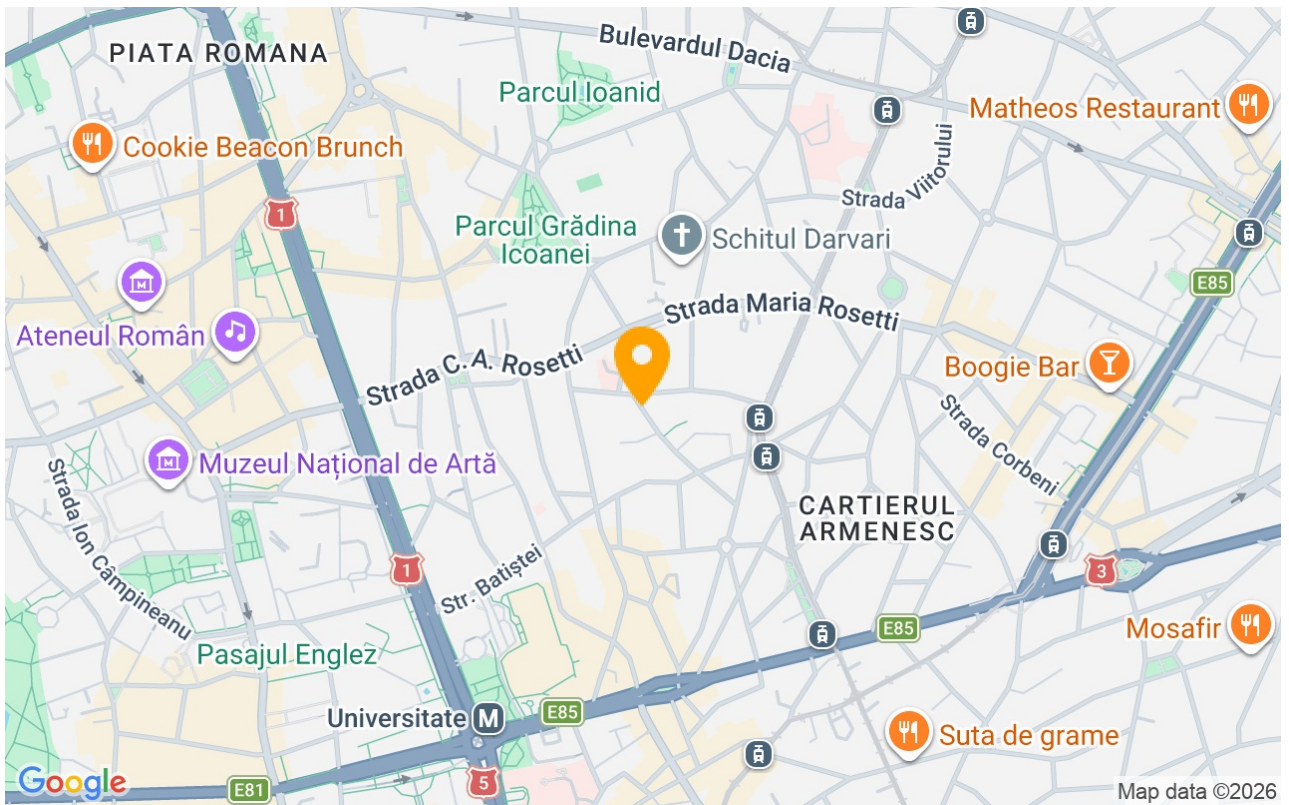 Bulevardul Dacia
PIATA ROMANA
Parcul Ioanid
Matheos Restaurant
Cookie Beacon Brunch
Strada Viitorului
1
Parcul Grădina
Icoanei
Schitul Darvari
E85
Strada Maria Rosetti
Ateneul Român
Strada C. A. Rosetti
Boogie Bar
Strada Corbeni
Muzeul Național de Artă
Strada Ion Câmpineanu
CARTIERUL
ARMENESC
1
3
Str. Batiștei
E85
Mosafir
Pasajul Englez
Universitate M
E85
Suta de grame
5
Google
E81
Map data ©2026